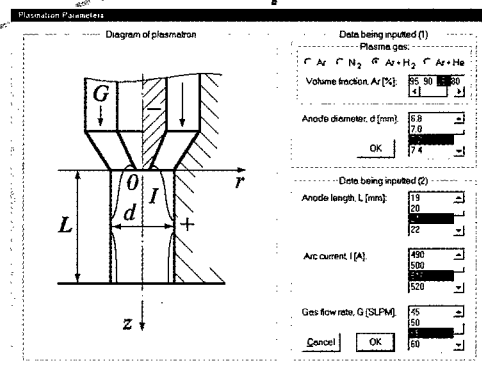 Plasmatron Parameters
Diagram of plasmatron
G
−
0
I
r
d
+
L
z
Data being inputted (1)
Plasma gas:
Ar N2 Ar+H2 Ar+He
Volume fraction, Ar [%]:
95 90 80
Anode diameter, d [mm]:
6.8
7.0
7.4
OK
Data being inputted (2)
Anode length, L [mm]:
19
20
22
Arc current, I [A]:
490
500
520
Gas flow rate, G [SLPM]
45
50
60
Cancel OK